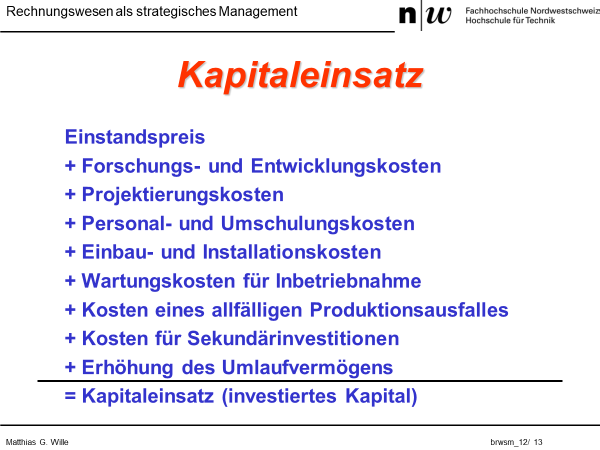 Rechnungswesen als strategisches Management
n w Fachhochschule Nordwestschweiz
Hochschule für Technik
Kapitaleinsatz
Einstandspreis
+ Forschungs- und Entwicklungskosten
+ Projektierungskosten
+ Personal- und Umschulungskosten
+ Einbau- und Installationskosten
+ Wartungskosten für Inbetriebnahme
+ Kosten eines allfälligen Produktionsausfalles
+ Kosten für Sekundärinvestitionen
+ Erhöhung des Umlaufvermögens
= Kapitaleinsatz (investiertes Kapital)
Matthias G. Wille
brwsm_12/ 13